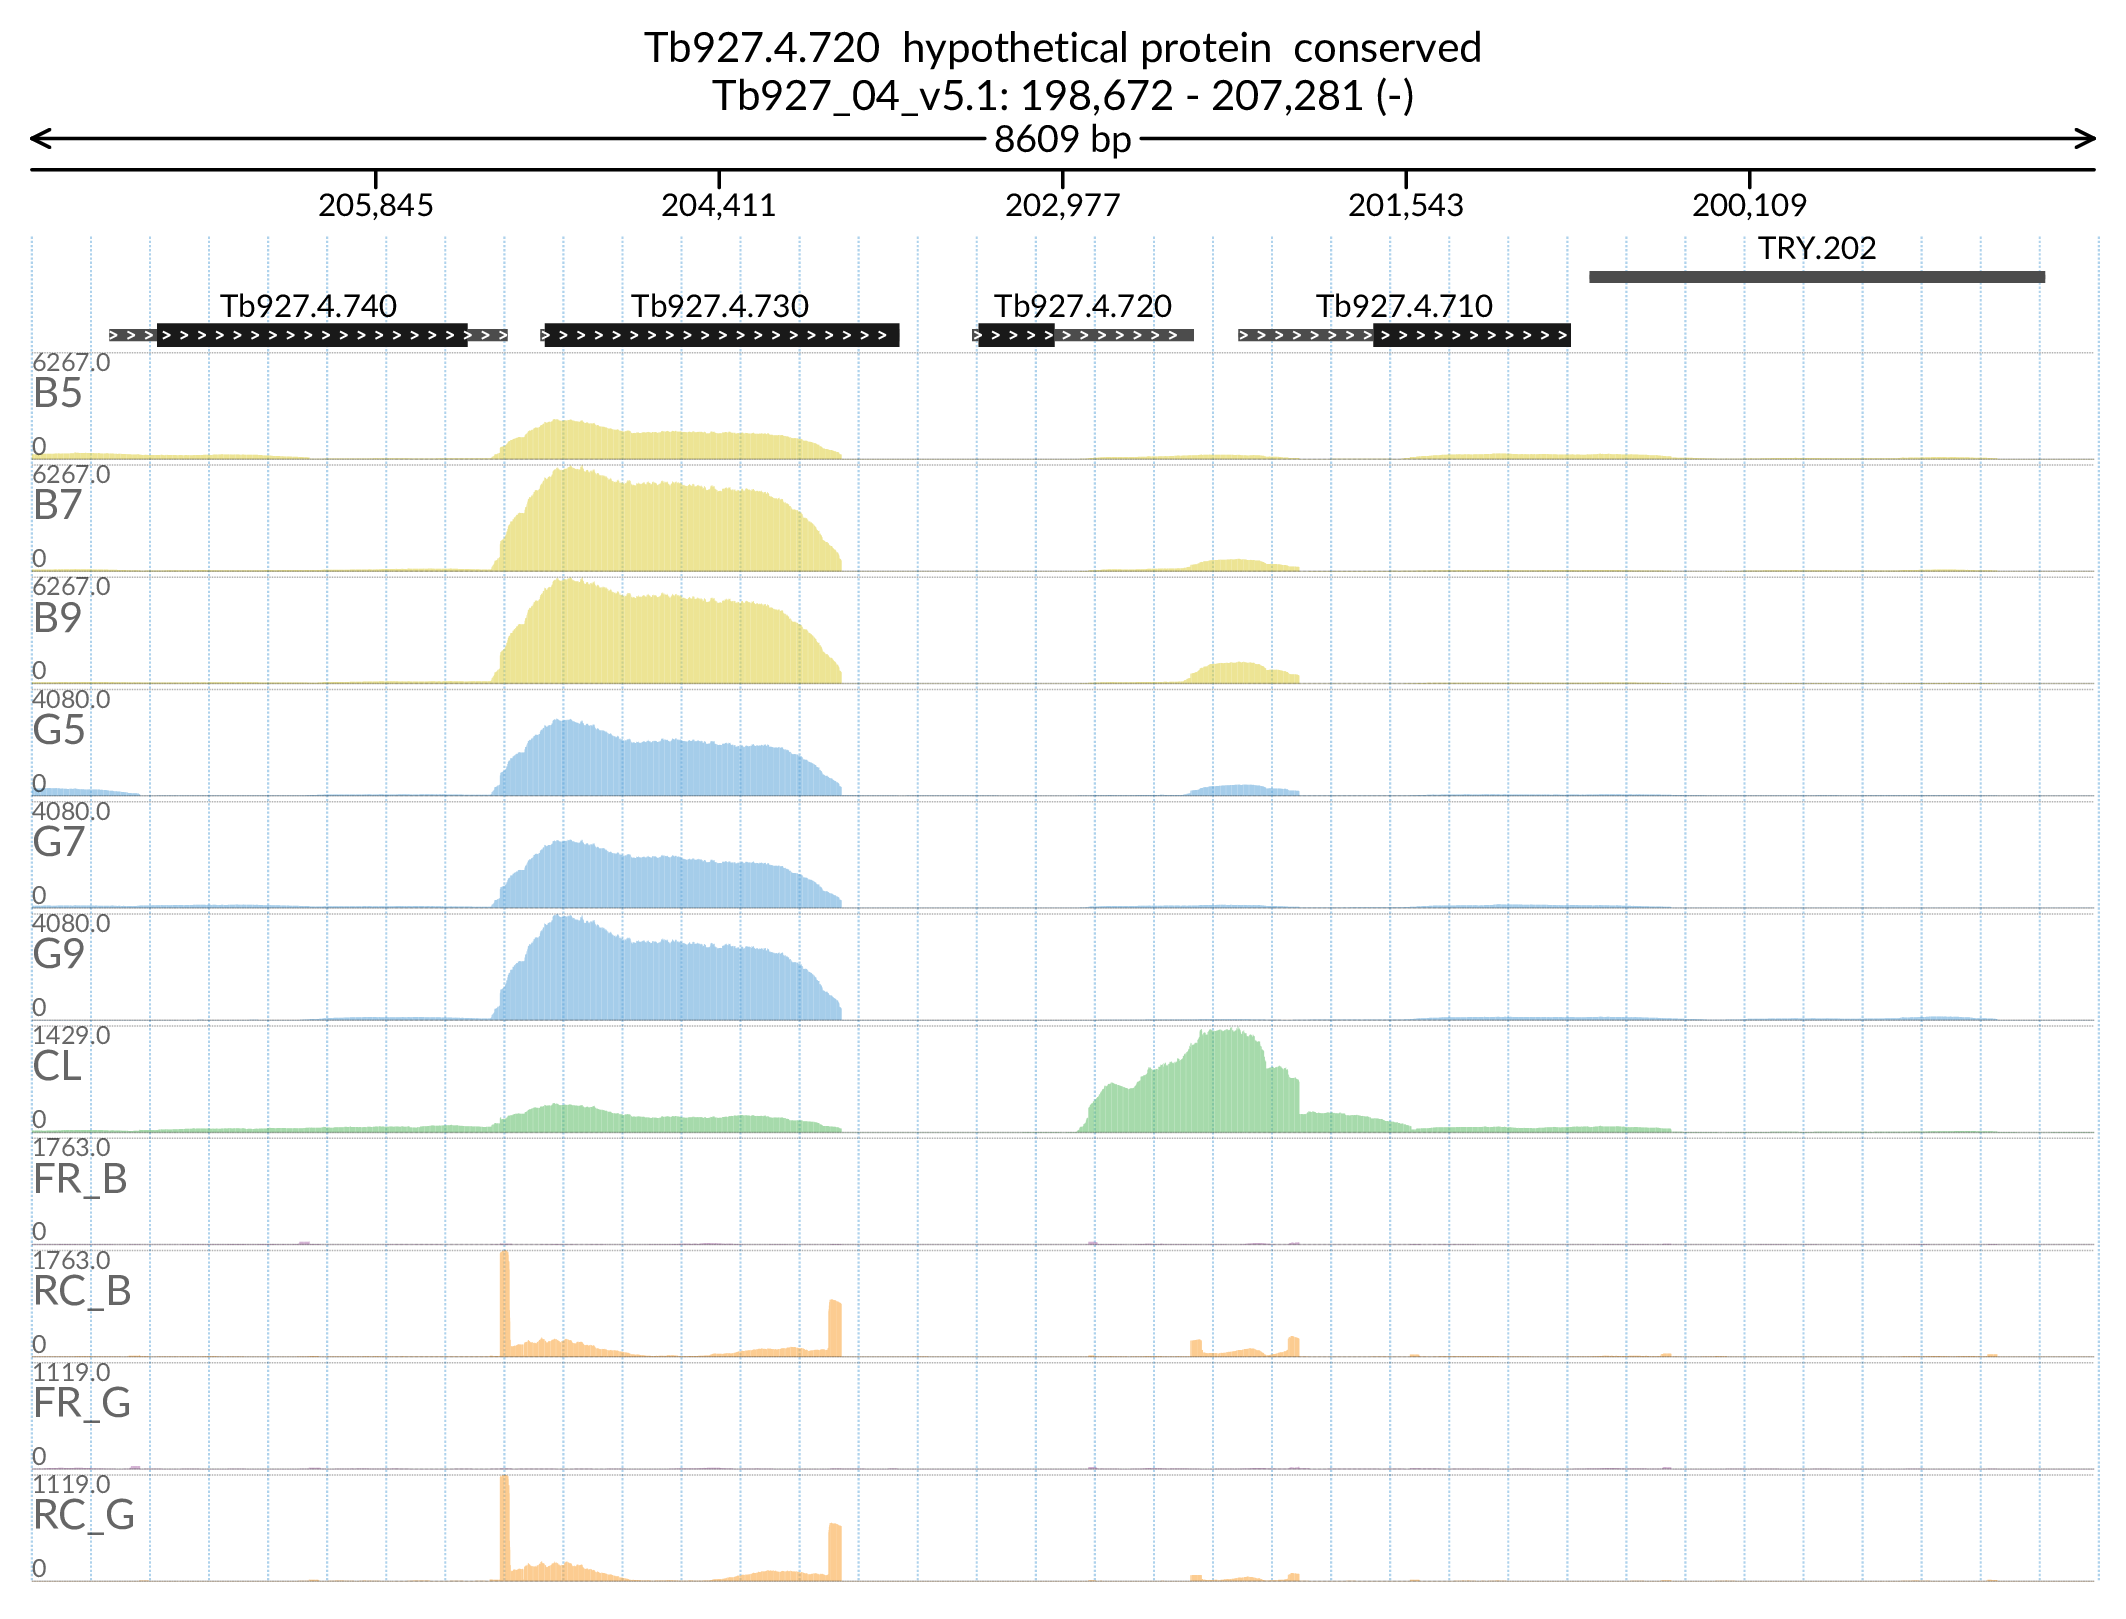 Tb927.4.720 hypothetical protein conserved
Tb927_04_v5.1: 198,672 - 207,281 (-)
8609 bp
205,845 204,411 202,977 201,543 200,109
TRY.202
Tb927.4.740 Tb927.4.730 Tb927.4.720 Tb927.4.710
6267.0
B5
0
6267.0
B7
0
6267.0
B9
0
4080.0
G5
0
4080.0
G7
0
4080.0
G9
0
1429.0
CL
0
1763.0
FR_B
0
1763.0
RC_B
0
1119.0
FR_G
0
1119.0
RC_G
0